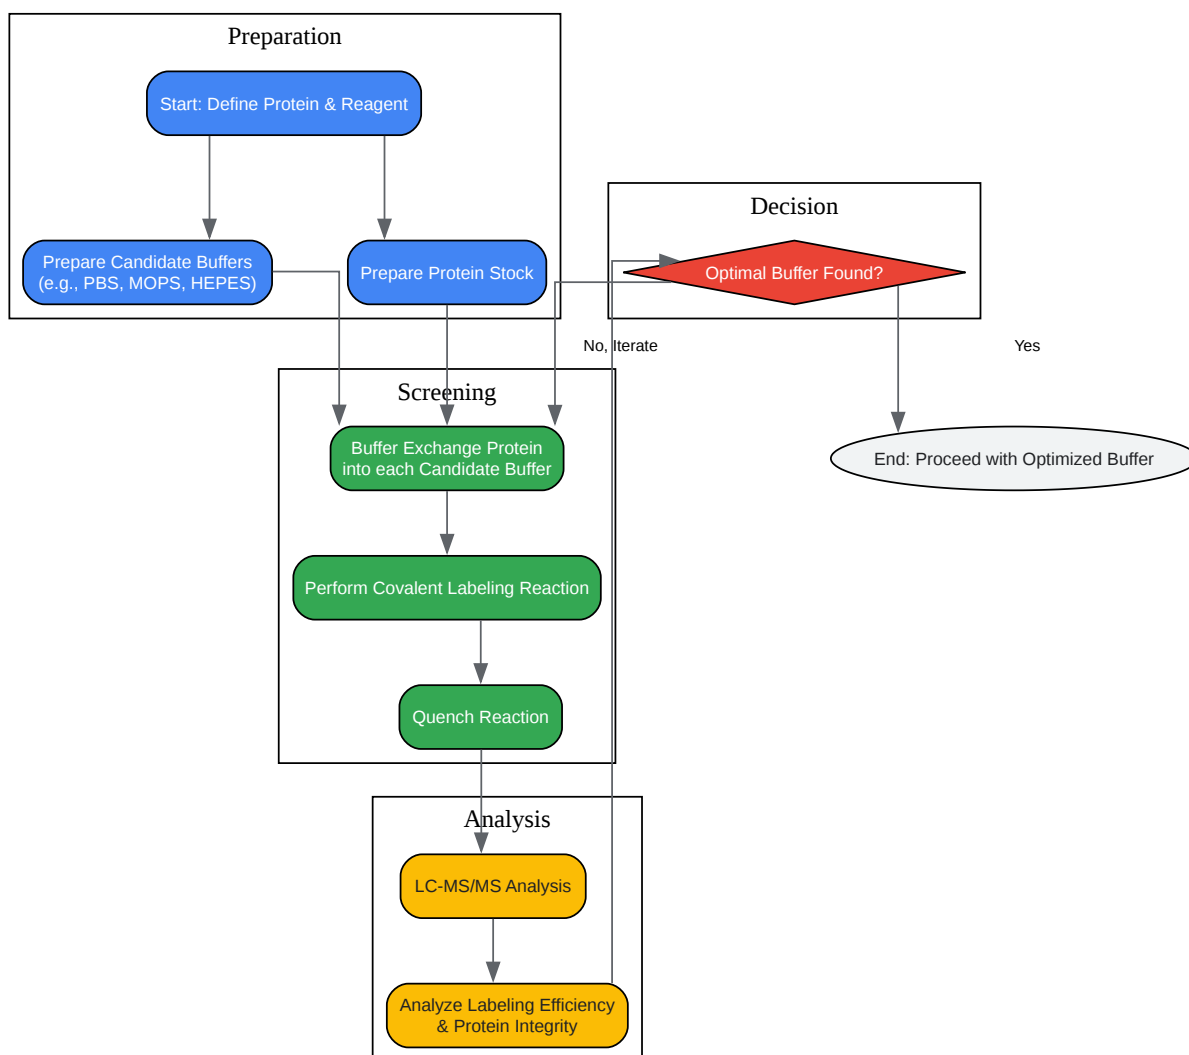 Preparation
Start: Define Protein & Reagent
Prepare Candidate Buffers
(e.g., PBS, MOPS, HEPES)
Prepare Protein Stock
Decision
Optimal Buffer Found?
No, Iterate
Yes
Screening
Buffer Exchange Protein
into each Candidate Buffer
End: Proceed with Optimized Buffer
Perform Covalent Labeling Reaction
Quench Reaction
Analysis
LC-MS/MS Analysis
Analyze Labeling Efficiency
& Protein Integrity